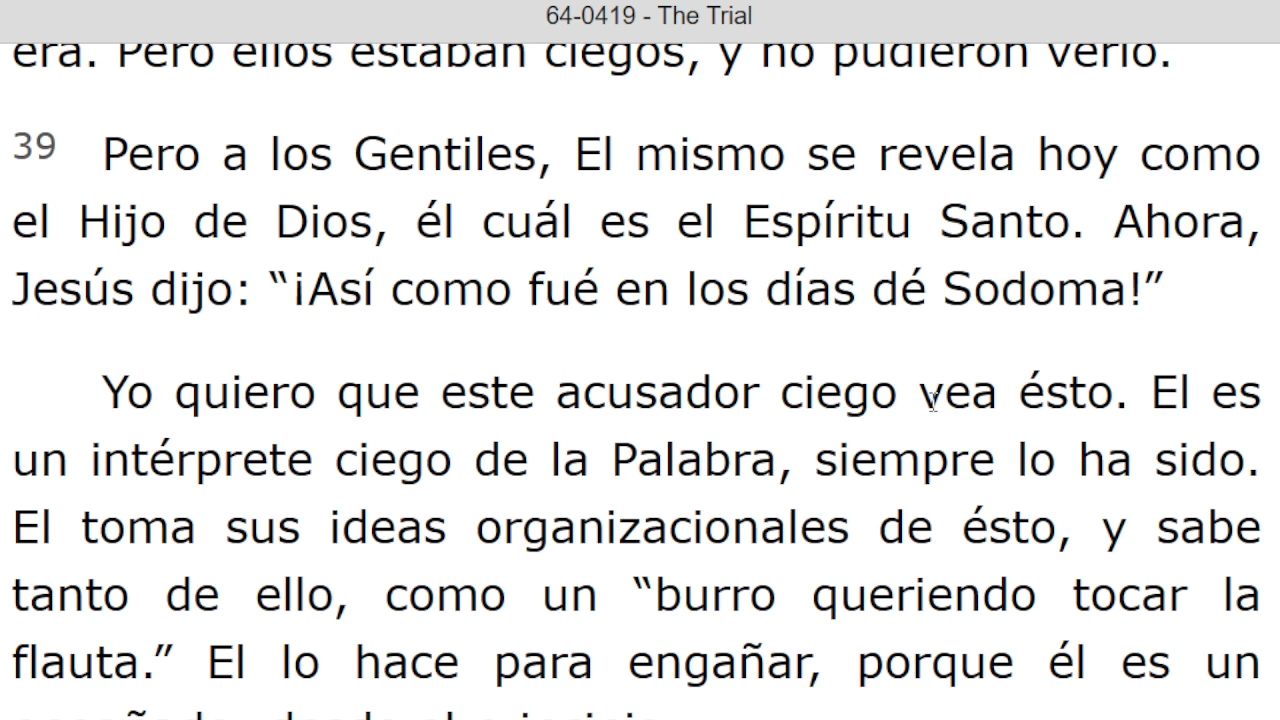 64-0419 - The Trial
era. Pero ellos estaban ciegos, y no pudieron verlo.
39 Pero a los Gentiles, El mismo se revela hoy como
el Hijo de Dios, él cuál es el Espíritu Santo. Ahora,
Jesús dijo: “¡Así como fué en los días dé Sodoma!”
Yo quiero que este acusador ciego vea ésto. El es
un intérprete ciego de la Palabra, siempre lo ha sido.
El toma sus ideas organizacionales de ésto, y sabe
tanto de ello, como un “burro queriendo tocar la
flauta.” El lo hace para engañar, porque él es un